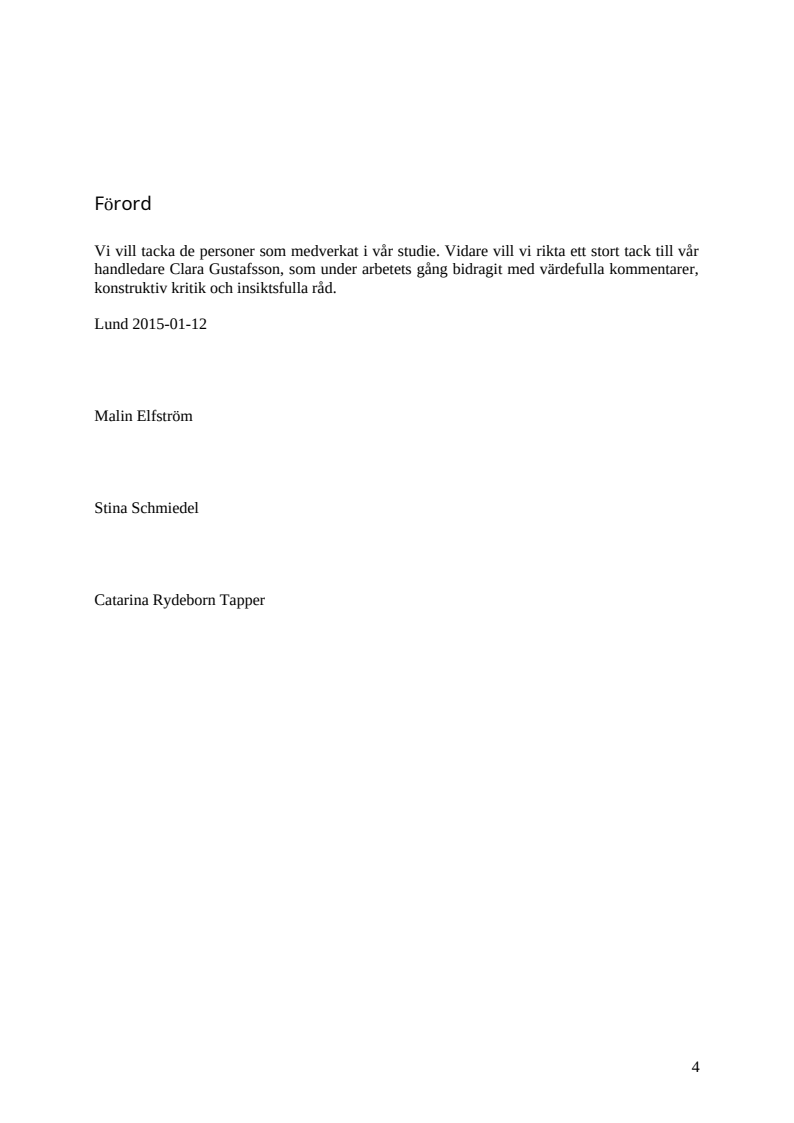 Förord
Vi vill tacka de personer som medverkat i vår studie. Vidare vill vi rikta ett stort tack till vår
handledare Clara Gustafsson, som under arbetets gång bidragit med värdefulla kommentarer,
konstruktiv kritik och insiktsfulla råd.
Lund 2015-01-12
Malin Elfström
Stina Schmiedel
Catarina Rydeborn Tapper
4